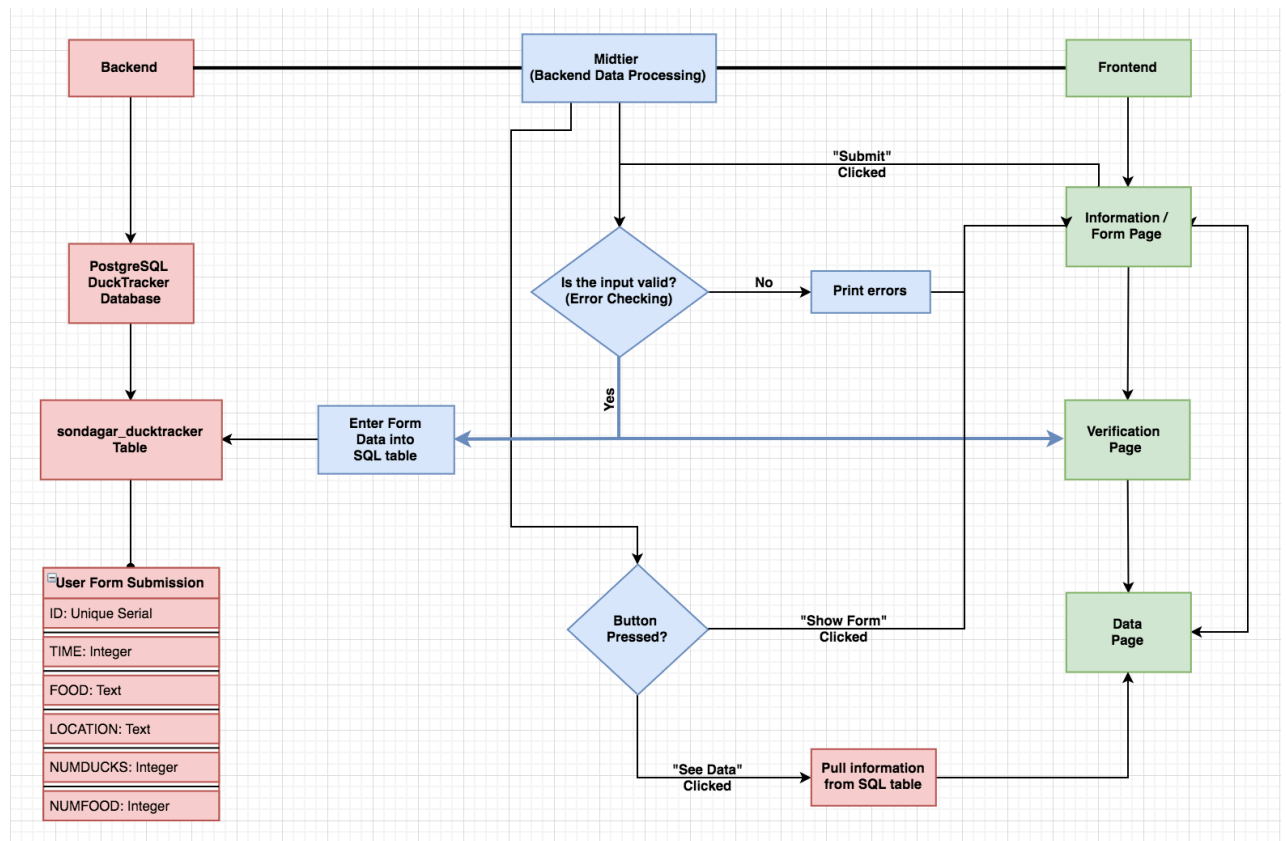 Backend
Midtier
(Backend Data Processing)
Frontend
"Submit"
Clicked
Information /
Form Page
PostgreSQL
DuckTracker
Database
Is the input valid?
(Error Checking)
No
Print errors
Yes
sondagar_ducktracker
Table
Enter Form
Data into
SQL table
Verification
Page
User Form Submission
ID: Unique Serial
TIME: Integer
FOOD: Text
LOCATION: Text
NUMDUCKS: Integer
NUMFOOD: Integer
Button
Pressed?
"Show Form"
Clicked
Data
Page
"See Data"
Clicked
Pull information
from SQL table